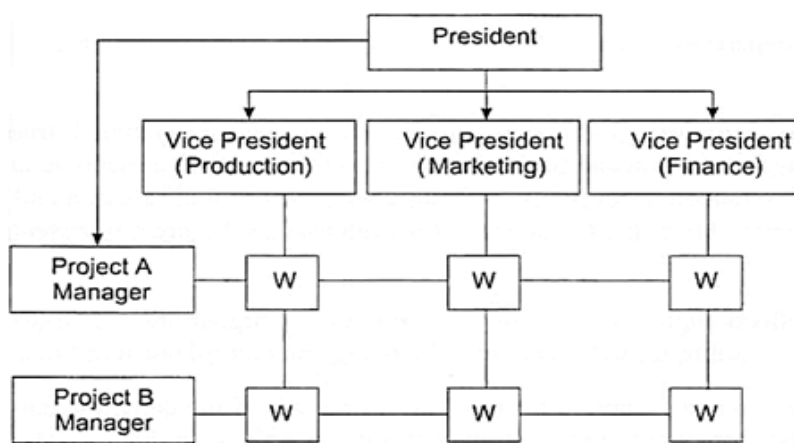 President
Vice President
(Production)
Vice President
(Marketing)
Vice President
(Finance)
Project A
Manager
W
W
W
Project B
Manager
W
W
W